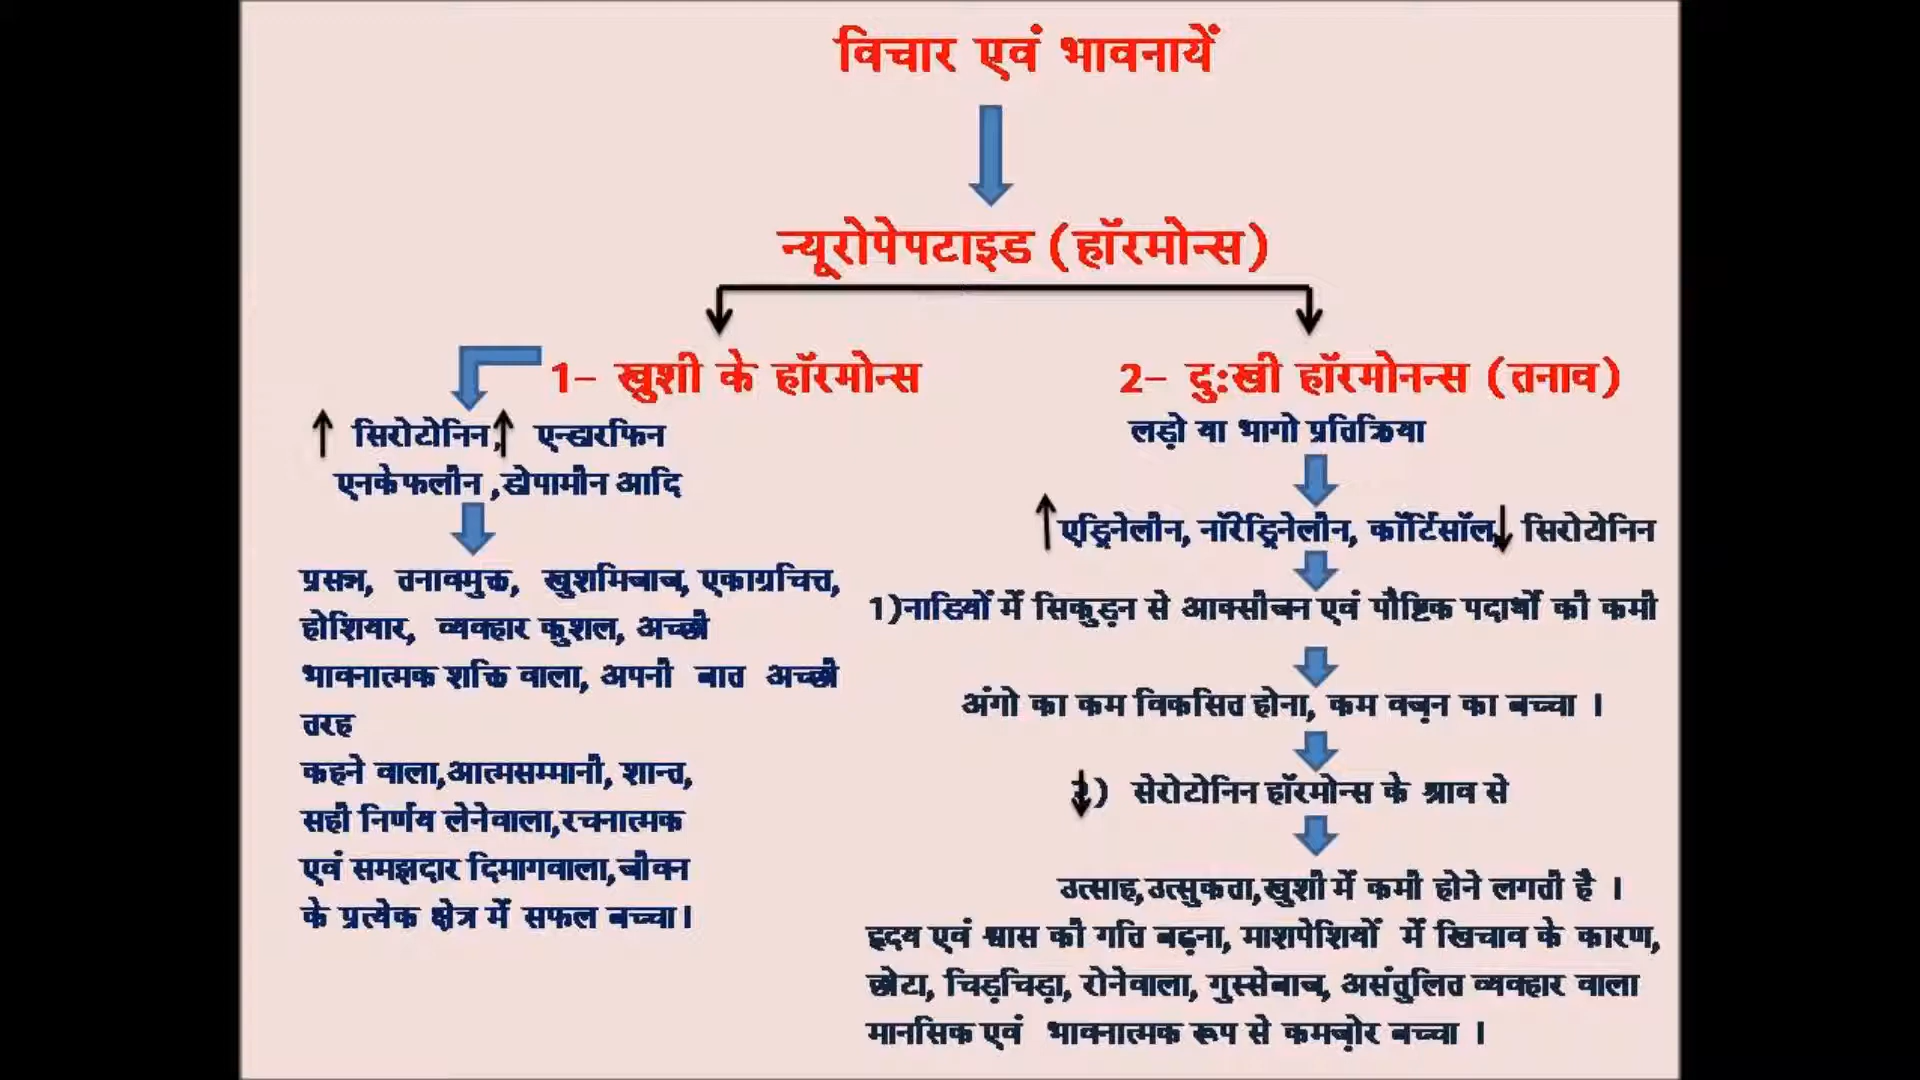 विचार एवं भावनायें
न्यूरोपेपटाइड (हॉरमोन्स)
1- खुशी के हॉरमोन्स
सिरोटोनिन, एन्डारफिन
एनकेफलीन ,डोपामीन आदि
प्रसन्न, तनावमुक्त, खुशमिजाज, एकाग्रचित्त,
होशियार, व्यवहार कुशल, अच्छी
भावनात्मक शक्ति वाला, अपनी बात अच्छी
तरह
कहने वाला,आत्मसम्मानी, शान्त,
सही निर्णय लेनेवाला,रचनात्मक
एवं समझदार दिमागवाला,जीवन
के प्रत्येक क्षेत्र में सफल बच्चा।
2- दुःखी हॉरमोनन्स (तनाव)
लड़ो या भागो प्रतिक्रिया
एड्रिनेलीन, नॉरेड्रिनेलीन, कॉर्टिसॉल, सिरोटोनिन
1)नाडियों में सिकुड़न से आक्सीजन एवं पौष्टिक पदार्थो की कमी
अंगो का कम विकसित होना, कम वज़न का बच्चा ।
2) सेरोटोनिन हॉरमोन्स के श्राव से
उत्साह,उत्सुकता,खुशी में कमी होने लगती है ।
हृदय एवं श्वास की गति बढ़ना, माशपेशियों में खिचाव के कारण,
छोटा, चिड़चिड़ा, रोनेवाला, गुस्सेबाज, असंतुलित व्यवहार वाला
मानसिक एवं भावनात्मक रूप से कमज़ोर बच्चा ।